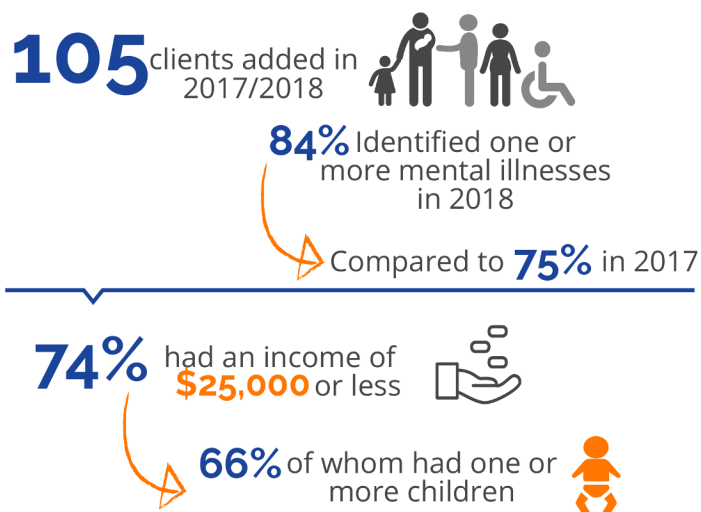 105 clients added in
2017/2018
84% Identified one or
more mental illnesses
in 2018
Compared to 75% in 2017
74% had an income of
$25,000 or less
66% of whom had one or
more children